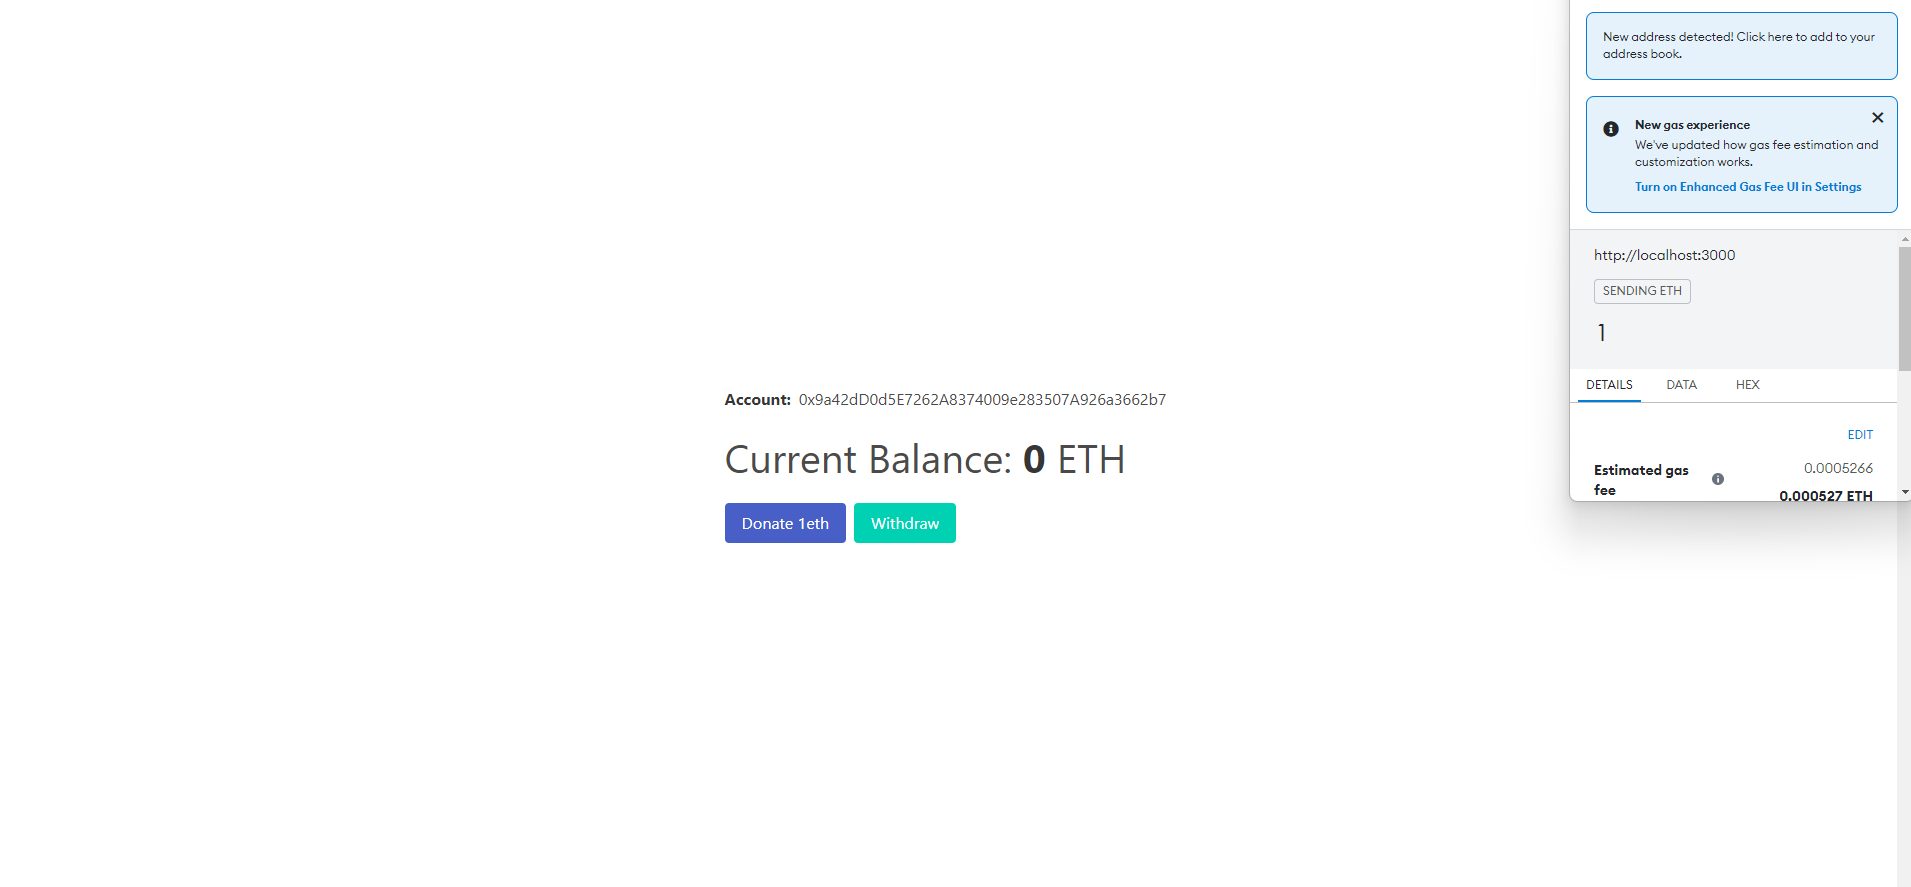 New address detected! Click here to add to your
address book.
New gas experience
We've updated how gas fee estimation and
customization works.
Turn on Enhanced Gas Fee UI in Settings
http://localhost:3000
SENDING ETH
1
DETAILS DATA HEX
EDIT
Estimated gas
fee
0.0005266
0.000527 ETH
Account: 0x9a42dD0d5E7262A8374009e283507A926a3662b7
Current Balance: 0 ETH
Donate 1eth Withdraw